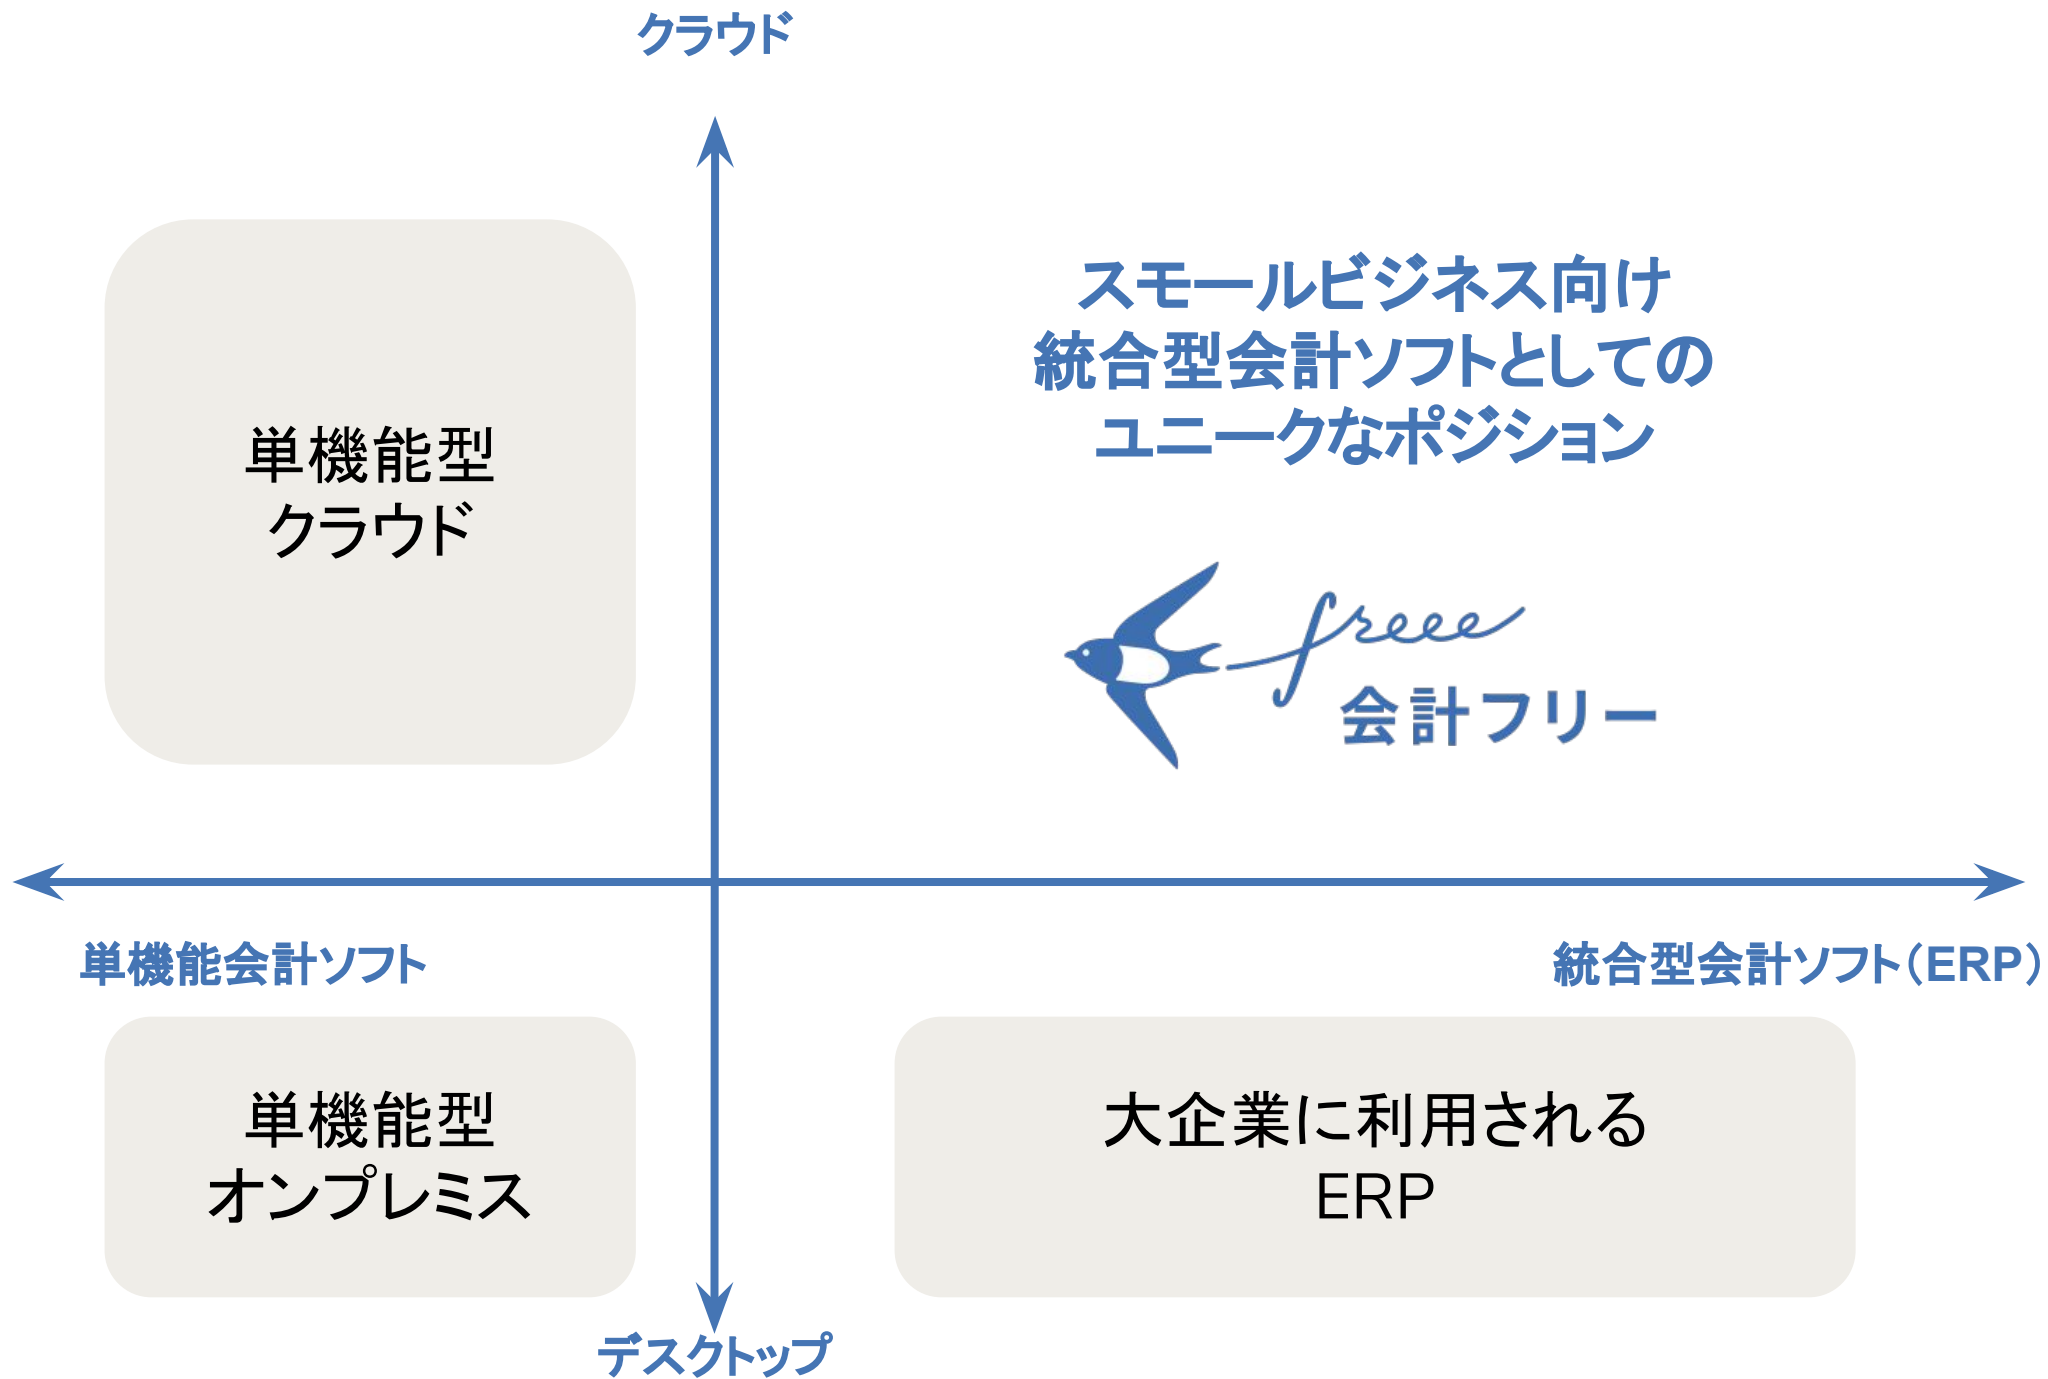 クラウド
スモールビジネス向け
統合型会計ソフトとしての
ユニークなポジション
単機能型
クラウド
freee
会計フリー
単機能会計ソフト
統合型会計ソフト（ERP）
単機能型
オンプレミス
大企業に利用される
ERP
デスクトップ